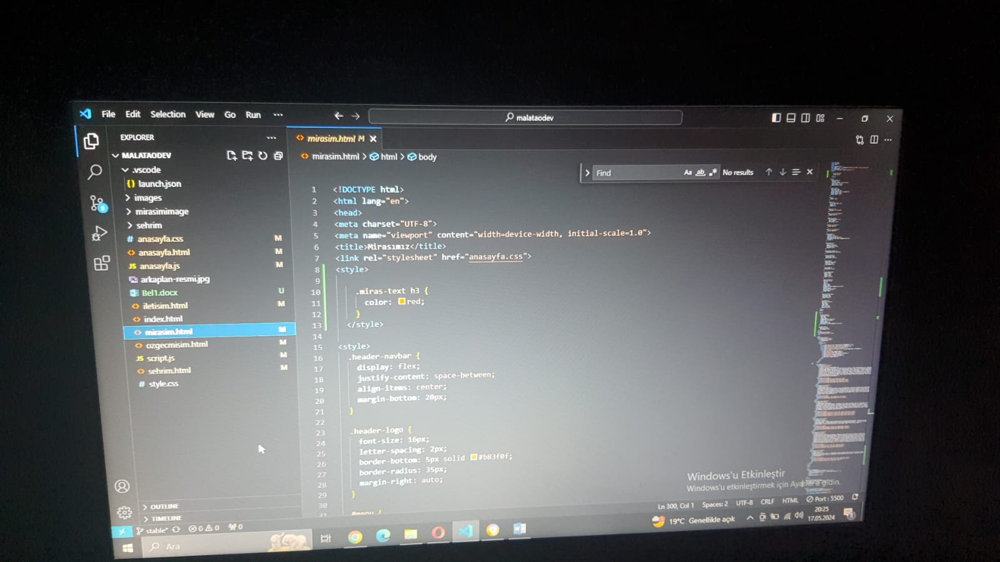 File Edit Selection View Go Run ...
malataodev
EXPLORER ...
mirasim.html M
MALATAODEV
mirasim.html > html > body
.vscode
launch.json
images
mirasimimage
sehrim
anasayfa.css M
anasayfa.html M
JS anasayfa.js M
arkaplan-resmi.jpg
Bel1.docx U
iletisim.html M
index.html
mirasim.html M
ozgecmisim.html M
JS script.js M
sehrim.html M
# style.css
OUTLINE
TIMELINE
Find Aa ab No results
1 <!DOCTYPE html>
2 <html lang="en">
3 <head>
4 <meta charset="UTF-8">
5 <meta name="viewport" content="width=device-width, initial-scale=1.0">
6 <title>Mirasımız</title>
7 <link rel="stylesheet" href="anasayfa.css">
8 <style>
9
10 .miras-text h3 {
11 color: red;
12 }
13 </style>
14
15 <style>
16 .header-navbar {
17 display: flex;
18 justify-content: space-between;
19 align-items: center;
20 margin-bottom: 20px;
21 }
22
23 .header-logo {
24 font-size: 16px;
25 letter-spacing: 2px;
26 border-bottom: 5px solid #b83f0f;
27 border-radius: 35px;
28 margin-right: auto;
29 }
30
31 #menu {
Windows'u Etkinleştir
Windows'u etkinleştirmek için Ayarlar'a gidin.
stable* 0 0
Ln 300, Col 1 Spaces: 2 UTF-8 CRLF HTML Port : 5500
Ara
19°C Genellikle açık
20:25
17.05.2024
3